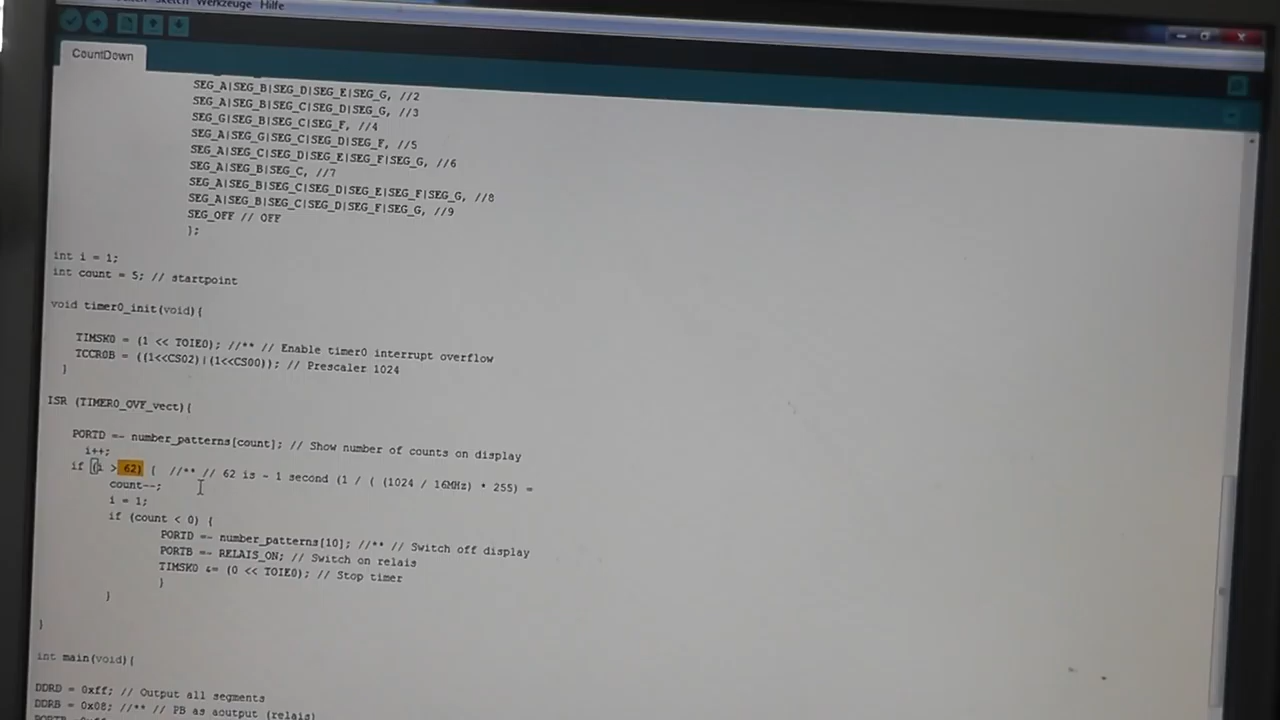 Sketch Werkzeuge Hilfe
CountDown
SEG_A|SEG_B|SEG_D|SEG_E|SEG_G, //2
SEG_A|SEG_B|SEG_C|SEG_D|SEG_G, //3
SEG_G|SEG_B|SEG_C|SEG_F, //4
SEG_A|SEG_G|SEG_C|SEG_D|SEG_F, //5
SEG_A|SEG_C|SEG_D|SEG_E|SEG_F|SEG_G, //6
SEG_A|SEG_B|SEG_C, //7
SEG_A|SEG_B|SEG_C|SEG_D|SEG_E|SEG_F|SEG_G, //8
SEG_A|SEG_B|SEG_C|SEG_D|SEG_F|SEG_G, //9
SEG_OFF // OFF
};
int i = 1;
int count = 5; // startpoint
void timer0_init(void){
TIMSK0 = (1 << TOIE0); //** // Enable timer0 interrupt overflow
TCCR0B = ((1<<CS02)|(1<<CS00)); // Prescaler 1024
}
ISR (TIMER0_OVF_vect){
PORTD =~ number_patterns[count]; // Show number of counts on display
i++;
if (i > 62) { //** // 62 is ~ 1 second (1 / ( (1024 / 16MHz) * 255) =
count--;
i = 1;
if (count < 0) {
PORTD =~ number_patterns[10]; //** // Switch off display
PORTB =~ RELAIS_ON; // Switch on relais
TIMSK0 &= (0 << TOIE0); // Stop timer
}
}
}
int main(void){
DDRD = 0xff; // Output all segments
DDRB = 0x08; //** // PB as aoutput (relais)